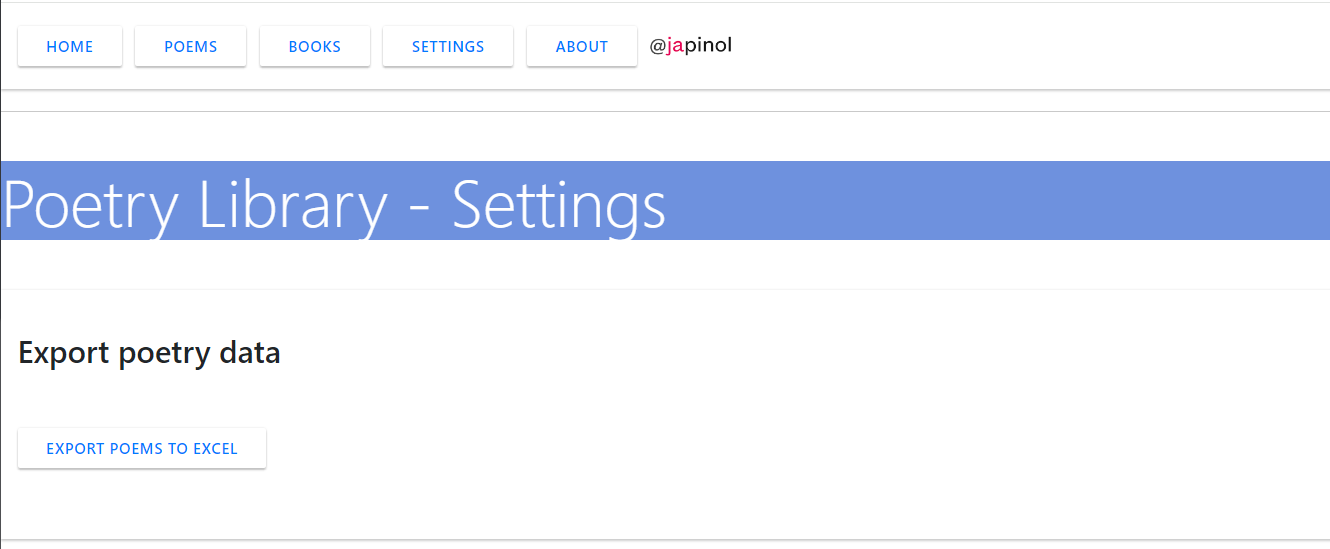 HOME POEMS BOOKS SETTINGS ABOUT @japinol
Poetry Library - Settings
Export poetry data
EXPORT POEMS TO EXCEL